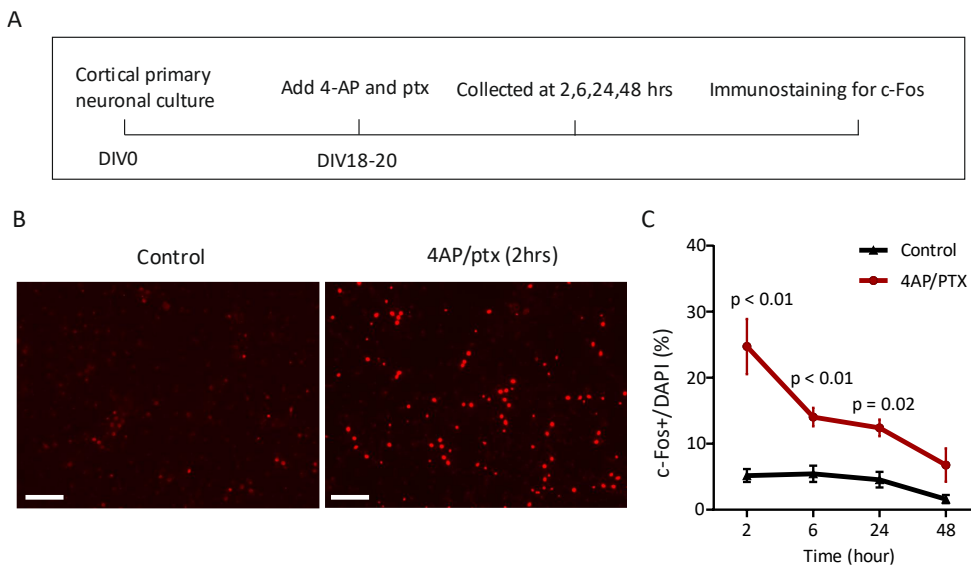 A
Cortical primary
neuronal culture
Add 4-AP and ptx
Collected at 2,6,24,48 hrs
Immunostaining for c-Fos
DIV0
DIV18-20
B
Control
4AP/ptx (2hrs)
C
Control
4AP/PTX
c-Fos+/DAPI (%)
40
30
20
10
0
p < 0.01
p < 0.01
p = 0.02
2
6
24
48
Time (hour)